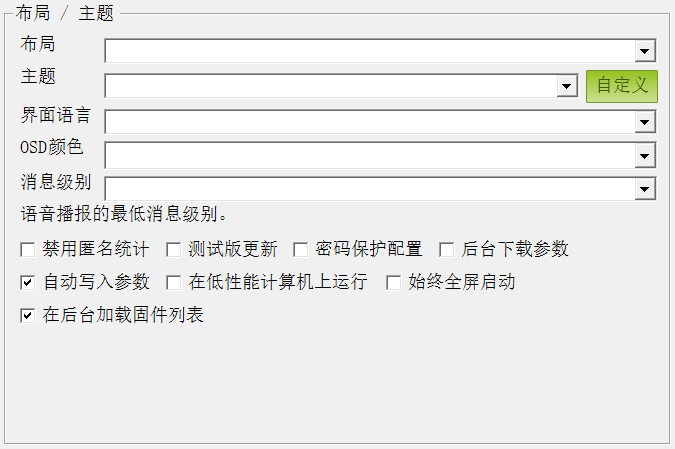 布局 / 主题
布局
主题
自定义
界面语言
OSD颜色
消息级别
语音播报的最低消息级别。
禁用匿名统计 测试版更新 密码保护配置 后台下载参数
自动写入参数 在低性能计算机上运行 始终全屏启动
在后台加载固件列表